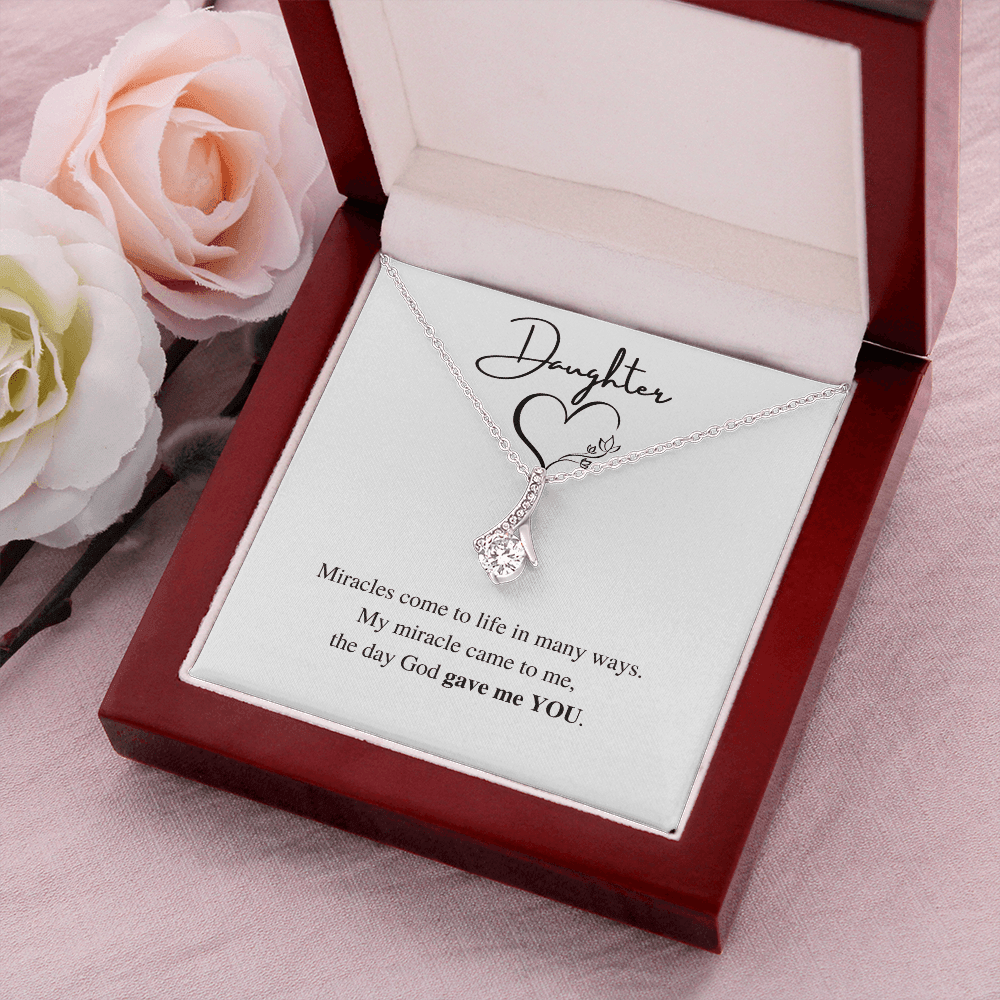 Daughter
Miracles come to life in many ways.
My miracle came to me,
the day God gave me YOU.